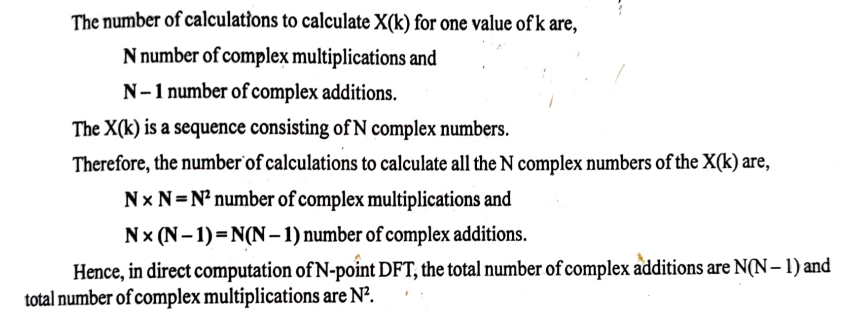 The number of calculations to calculate X(k) for one value of k are,
N number of complex multiplications and
N – 1 number of complex additions.
The X(k) is a sequence consisting of N complex numbers.
Therefore, the number of calculations to calculate all the N complex numbers of the X(k) are,
N × N = N² number of complex multiplications and
N × (N – 1) = N(N – 1) number of complex additions.
Hence, in direct computation of N-point DFT, the total number of complex additions are N(N – 1) and
total number of complex multiplications are N².